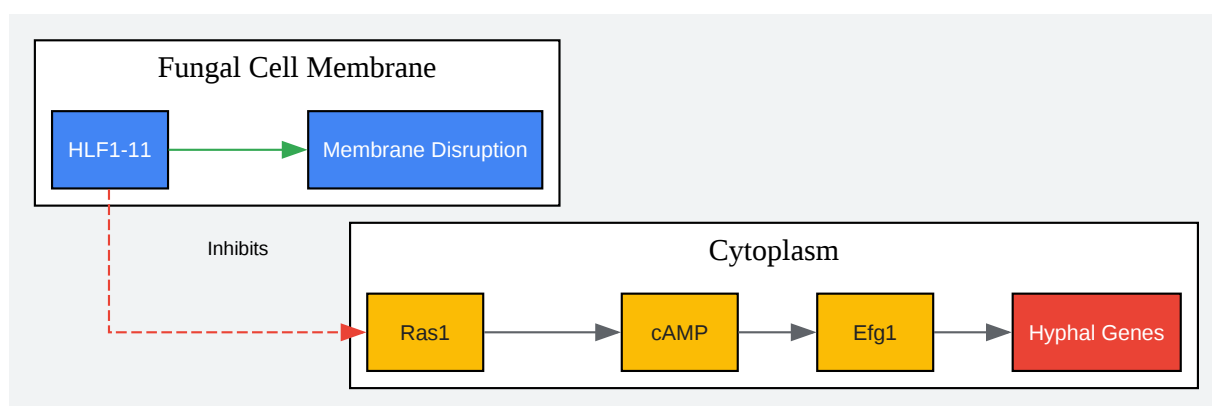 Fungal Cell Membrane
HLF1-11
Membrane Disruption
Inhibits
Cytoplasm
Ras1
cAMP
Efg1
Hyphal Genes